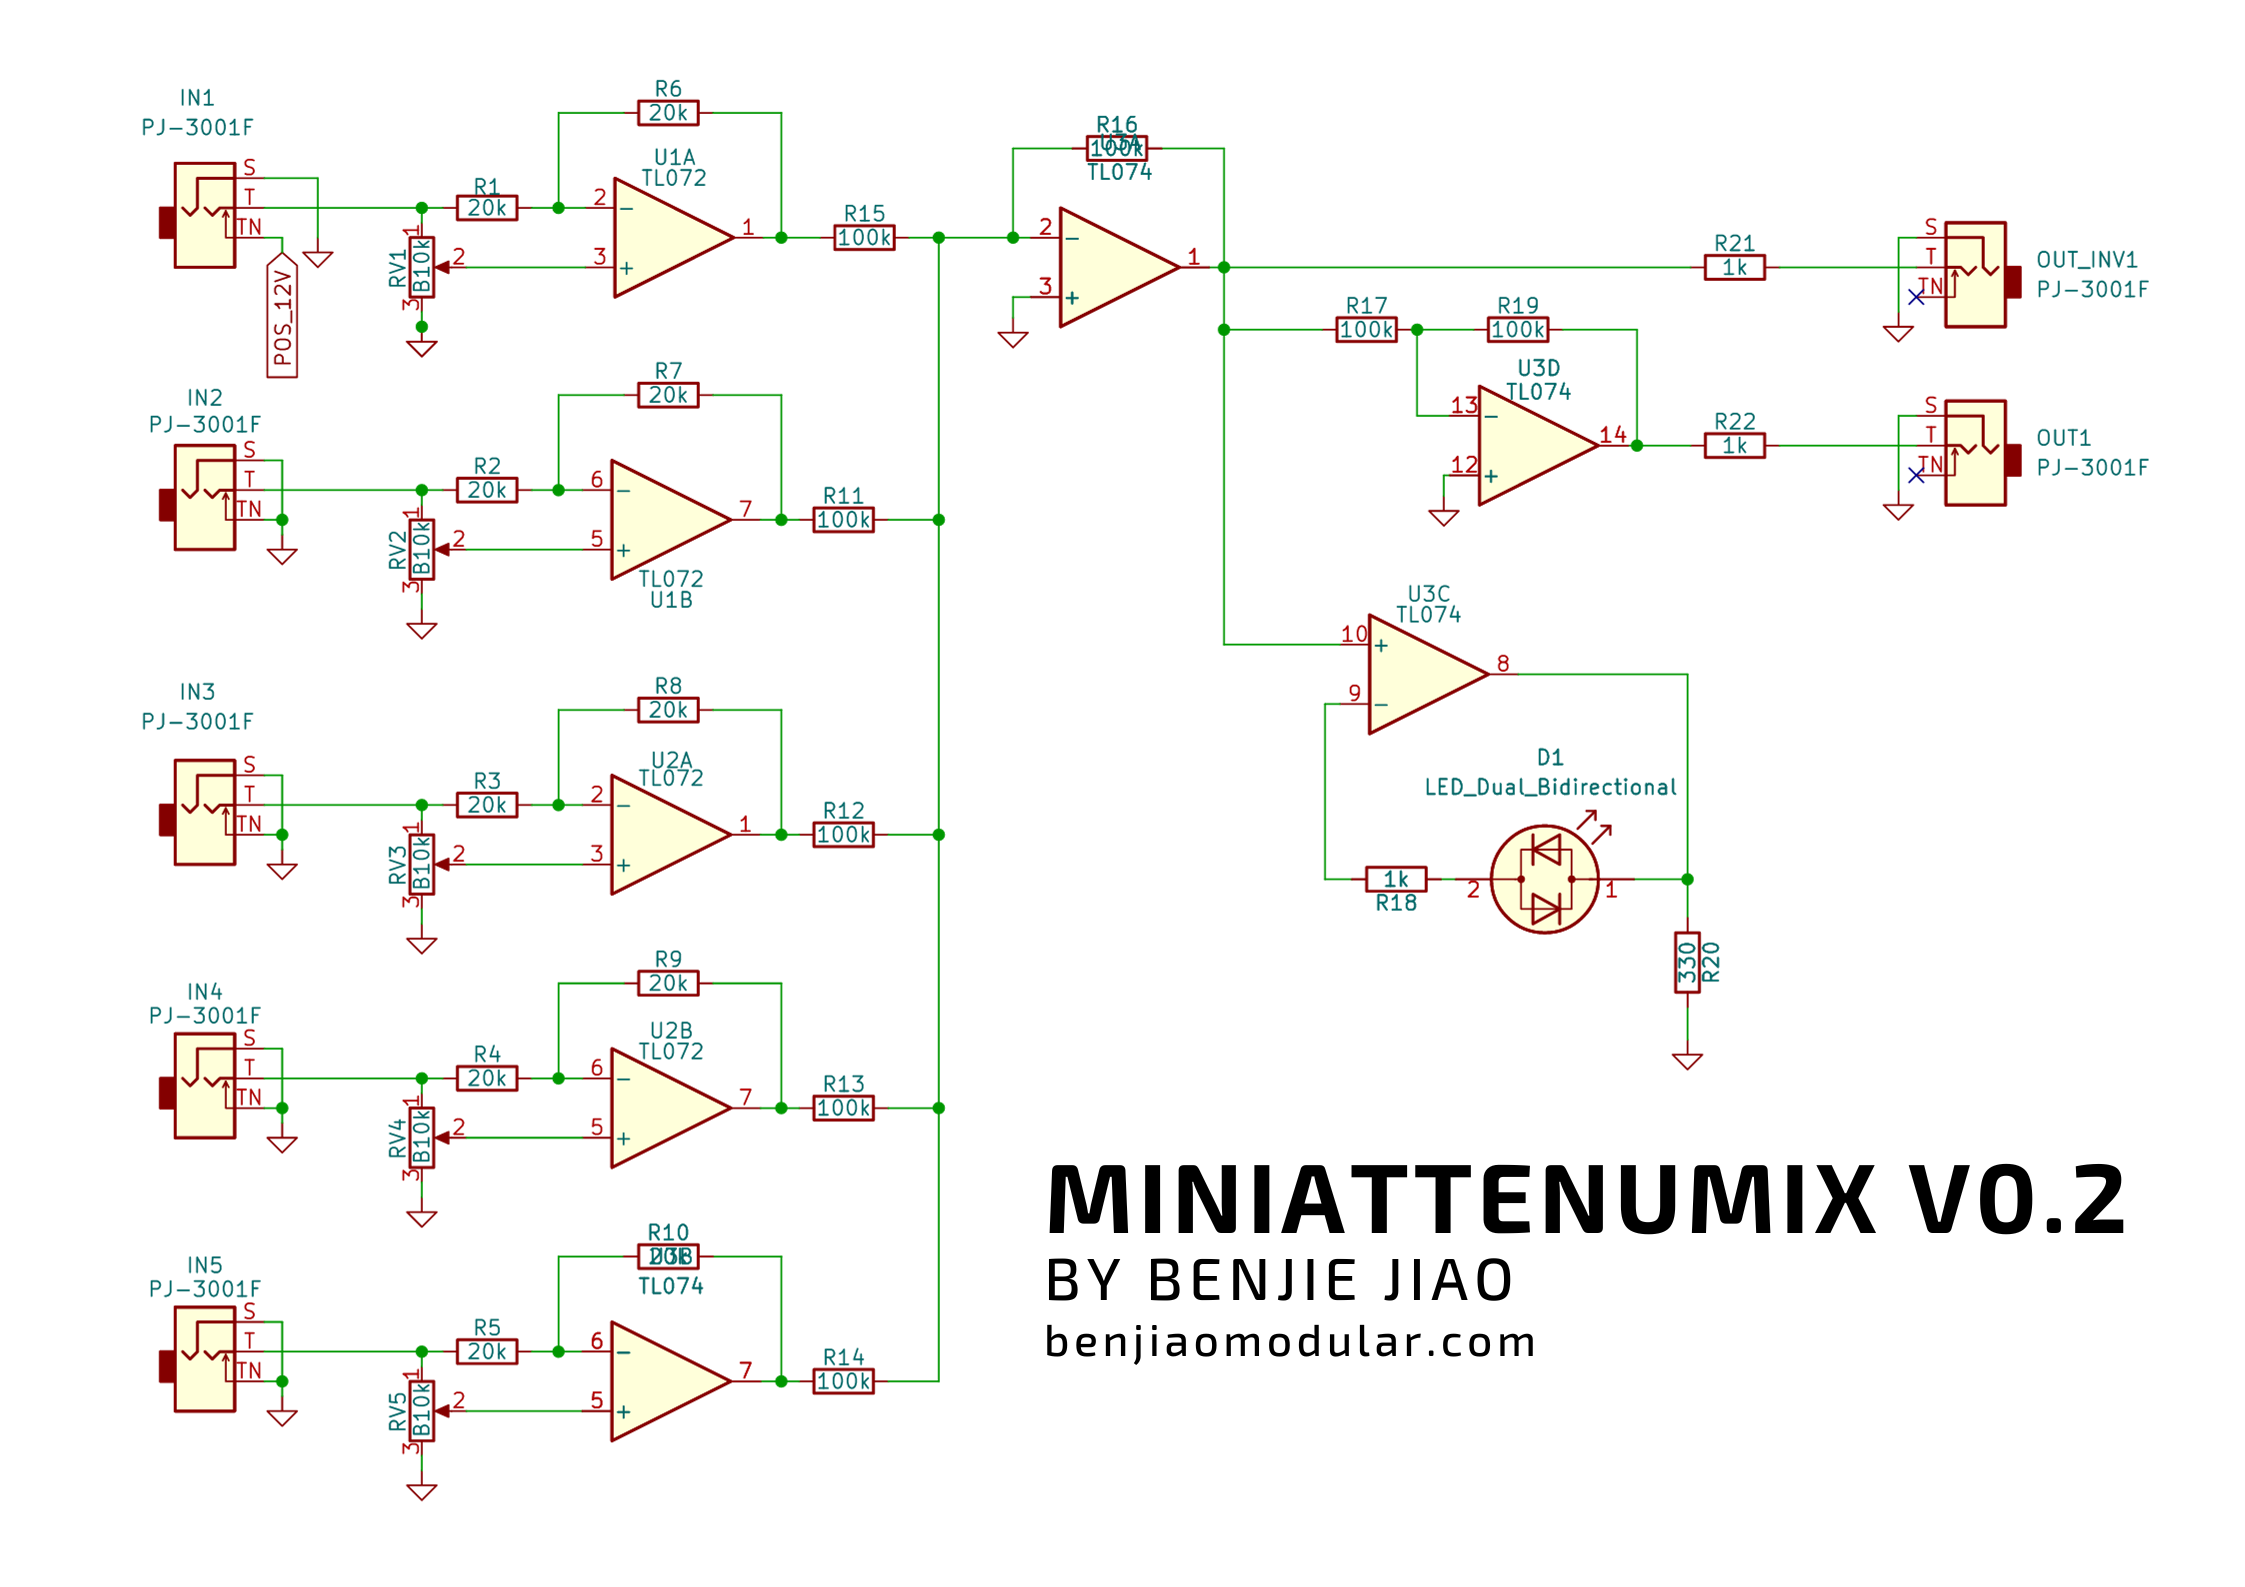 IN1
PJ-3001F
S
T
TN
POS_12V
R1
20k
1
RV1
B10k
2
3
R6
20k
U1A
TL072
2
−
3
+
1
R15
100k
IN2
PJ-3001F
S
T
TN
R2
20k
1
RV2
B10k
2
3
R7
20k
6
−
5
+
7
TL072
U1B
R11
100k
IN3
PJ-3001F
S
T
TN
R3
20k
1
RV3
B10k
2
3
R8
20k
U2A
TL072
2
−
3
+
1
R12
100k
IN4
PJ-3001F
S
T
TN
R4
20k
1
RV4
B10k
2
3
R9
20k
U2B
TL072
6
−
5
+
7
R13
100k
IN5
PJ-3001F
S
T
TN
R5
20k
1
RV5
B10k
2
3
R10
20k
U3B
TL074
6
−
5
+
7
R14
100k
R16
100k
U3A
TL074
2
−
3
+
1
R17
100k
R19
100k
U3D
TL074
13
−
12
+
14
R21
1k
S
T
TN
OUT_INV1
PJ-3001F
R22
1k
S
T
TN
OUT1
PJ-3001F
U3C
TL074
10
+
9
−
8
D1
LED_Dual_Bidirectional
1k
R18
2
1
330
R20
MINIATTENUMIX V0.2
BY BENJIE JIAO
benjiaomodular.com